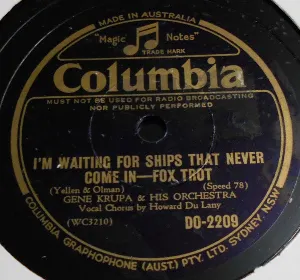 MADE IN AUSTRALIA
"Magic Notes"
TRADE MARK
Columbia
MUST NOT BE USED FOR RADIO BROADCASTING
NOR PUBLICLY PERFORMED
I'M WAITING FOR SHIPS THAT NEVER
COME IN—FOX TROT
(Yellen & Olman) (Speed 78)
GENE KRUPA & HIS ORCHESTRA
Vocal Chorus by Howard Du Lany
(WC3210) DO-2209
COLUMBIA GRAPHOPHONE (AUST.) PTY. LTD. SYDNEY, N.S.W.